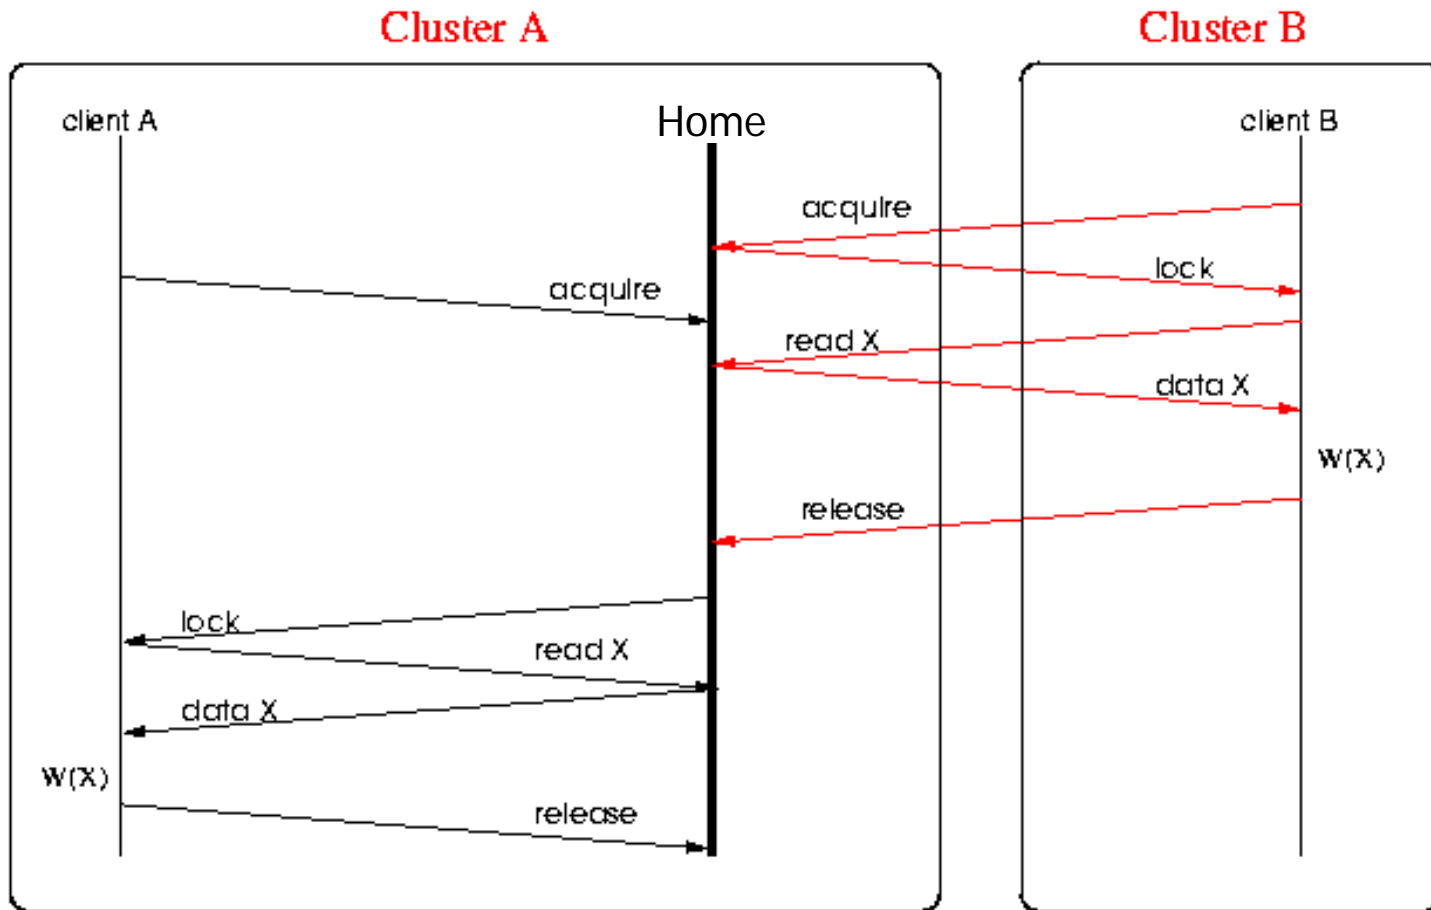 Cluster A
Cluster B
client A
Home
client B
acquire
lock
acquire
read X
data X
W(X)
release
lock
read X
data X
W(X)
release